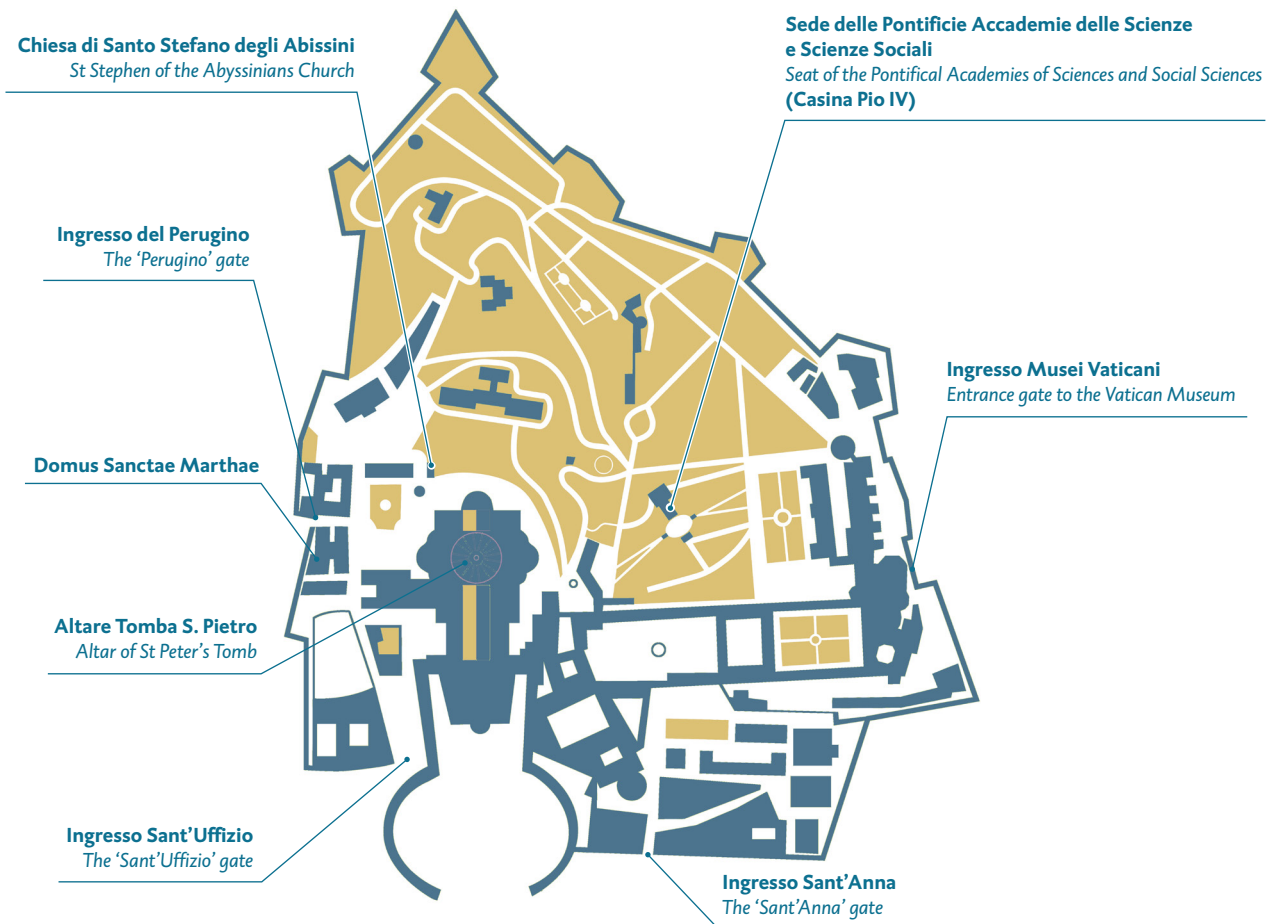 Chiesa di Santo Stefano degli Abissini
St Stephen of the Abyssinians Church
Sede delle Pontificie Accademie delle Scienze
e Scienze Sociali
Seat of the Pontifical Academies of Sciences and Social Sciences
(Casina Pio IV)
Ingresso del Perugino
The ‘Perugino’ gate
Ingresso Musei Vaticani
Entrance gate to the Vatican Museum
Domus Sanctae Marthae
Altare Tomba S. Pietro
Altar of St Peter’s Tomb
Ingresso Sant’Uffizio
The ‘Sant’Uffizio’ gate
Ingresso Sant’Anna
The ‘Sant’Anna’ gate